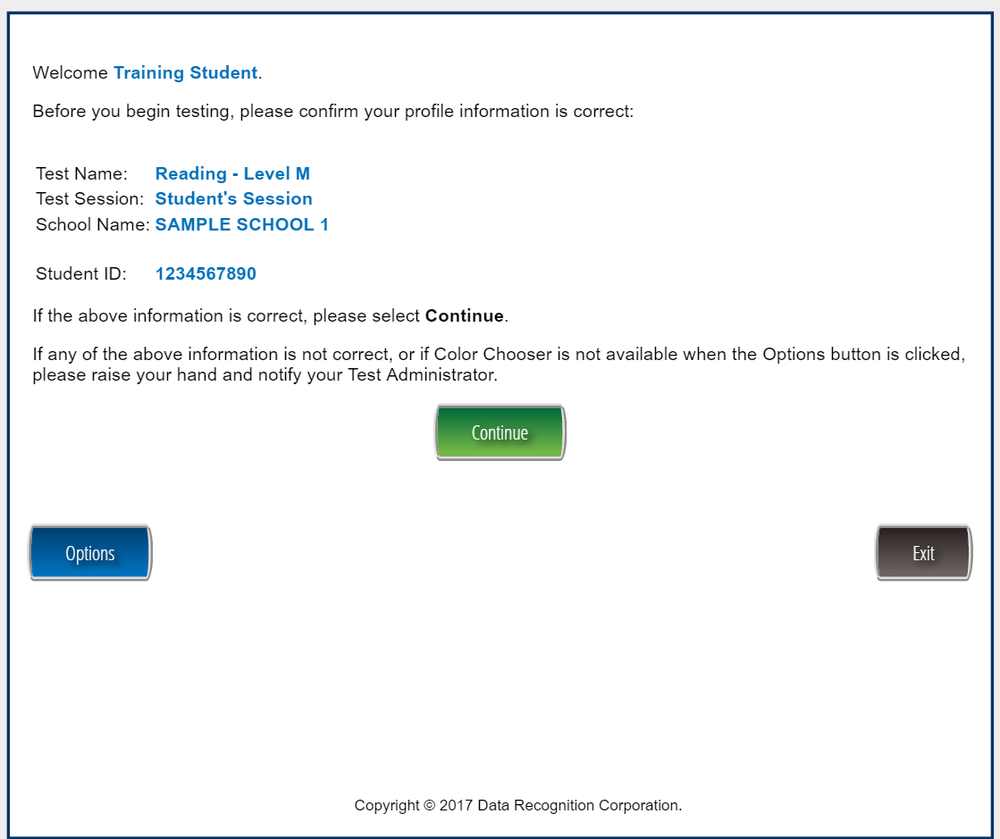 Welcome Training Student.
Before you begin testing, please confirm your profile information is correct:
Test Name: Reading - Level M
Test Session: Student's Session
School Name: SAMPLE SCHOOL 1
Student ID: 1234567890
If the above information is correct, please select Continue.
If any of the above information is not correct, or if Color Chooser is not available when the Options button is clicked,
please raise your hand and notify your Test Administrator.
Continue
Options
Exit
Copyright © 2017 Data Recognition Corporation.